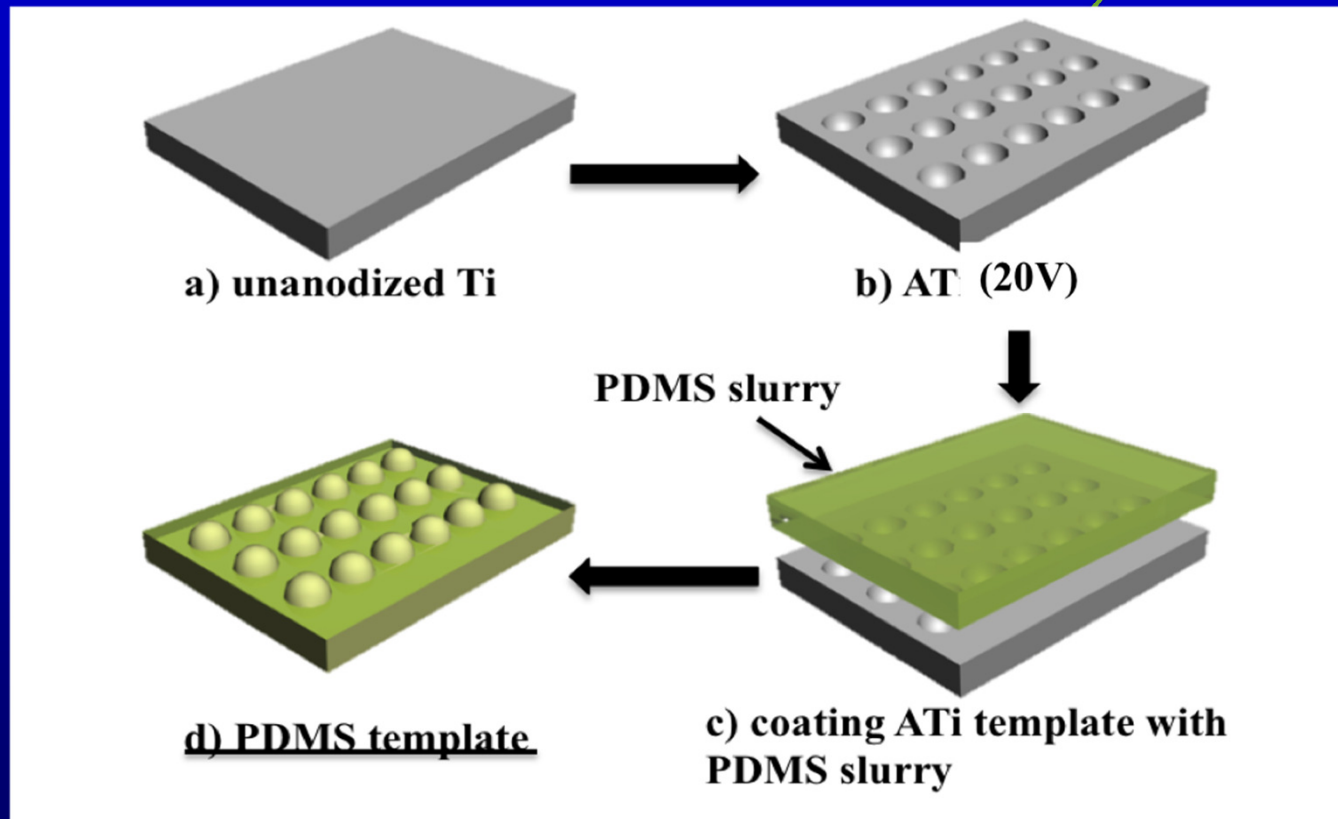 a) unanodized Ti
b) AT (20V)
PDMS slurry
d) PDMS template
c) coating ATi template with
PDMS slurry